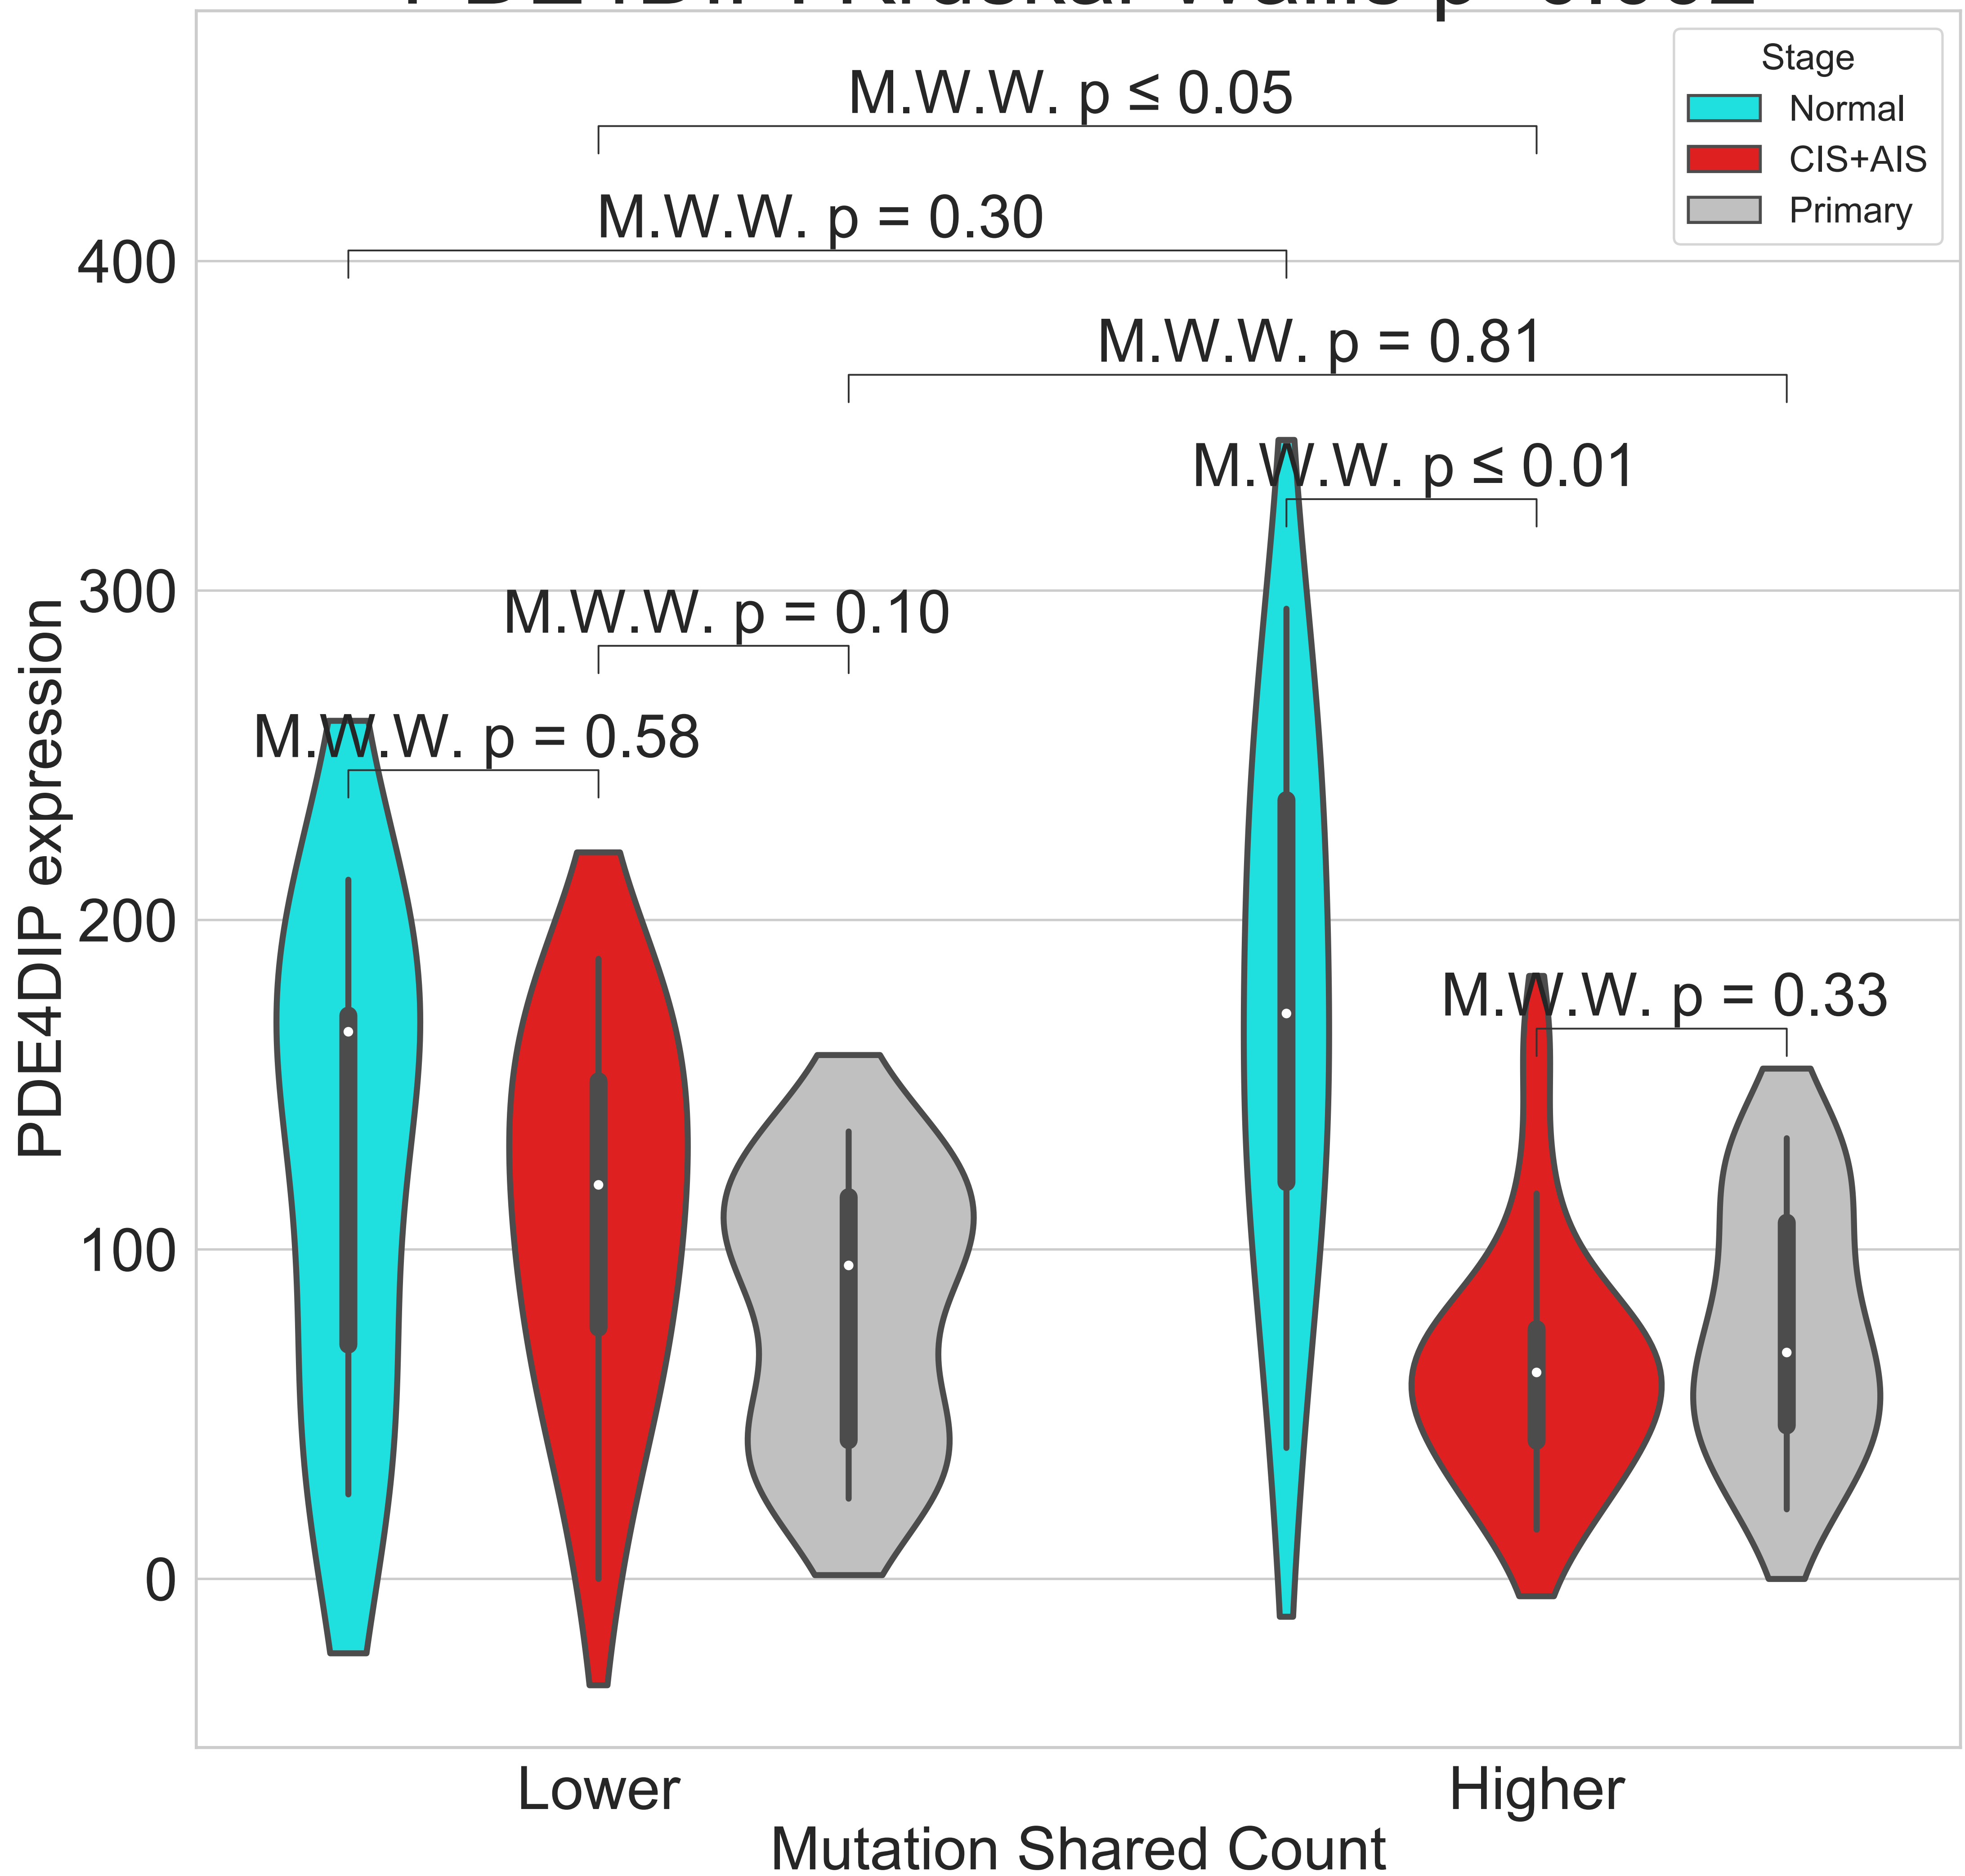 Stage
Normal
CIS+AIS
Primary
M.W.W. p ≤ 0.05
M.W.W. p = 0.30
M.W.W. p = 0.81
M.W.W. p ≤ 0.01
M.W.W. p = 0.10
M.W.W. p = 0.58
M.W.W. p = 0.33
400
300
200
100
0
PDE4DIP expression
Lower
Higher
Mutation Shared Count